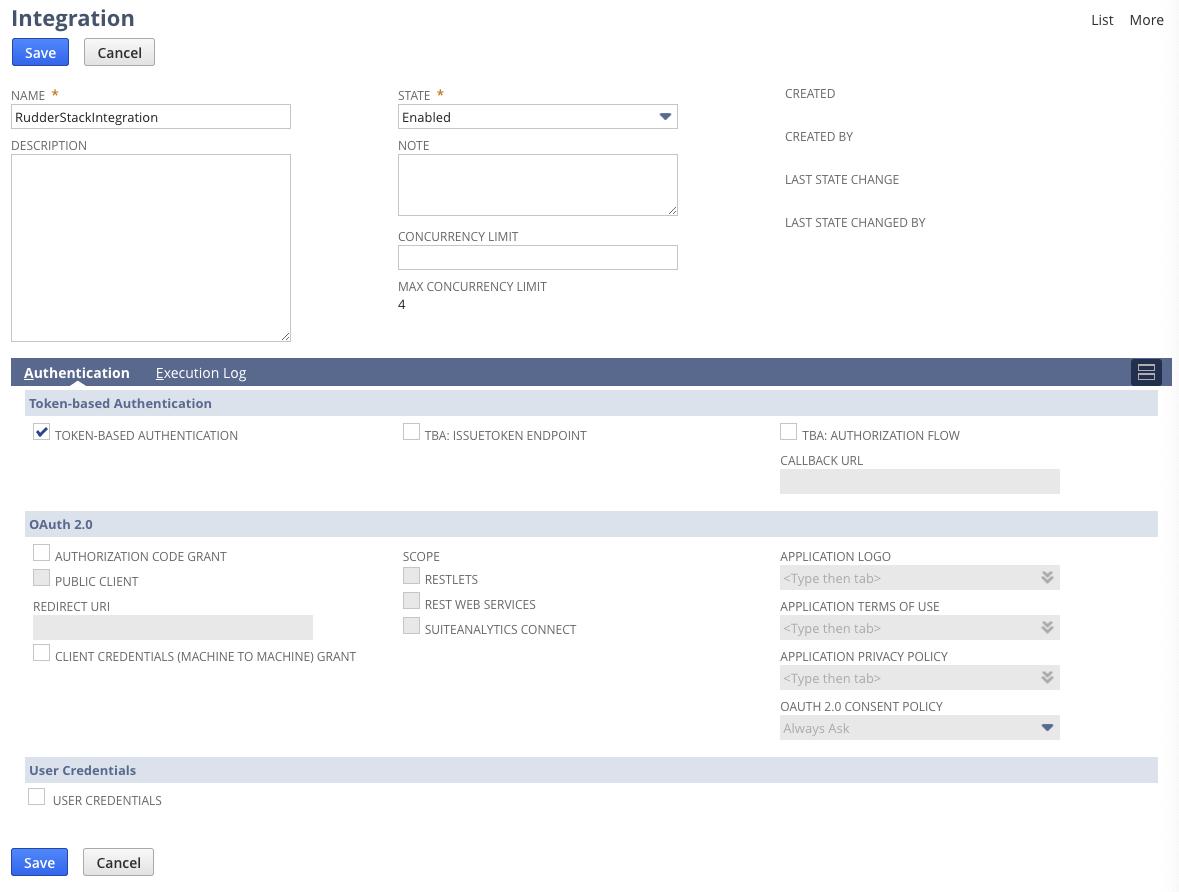 Integration
List More
Save Cancel
NAME *
RudderStackIntegration
DESCRIPTION
STATE *
Enabled
NOTE
CONCURRENCY LIMIT
MAX CONCURRENCY LIMIT
4
CREATED
CREATED BY
LAST STATE CHANGE
LAST STATE CHANGED BY
Authentication Execution Log
Token-based Authentication
TOKEN-BASED AUTHENTICATION
TBA: ISSUETOKEN ENDPOINT
TBA: AUTHORIZATION FLOW
CALLBACK URL
OAuth 2.0
AUTHORIZATION CODE GRANT
PUBLIC CLIENT
REDIRECT URI
CLIENT CREDENTIALS (MACHINE TO MACHINE) GRANT
SCOPE
RESTLETS
REST WEB SERVICES
SUITEANALYTICS CONNECT
APPLICATION LOGO
<Type then tab>
APPLICATION TERMS OF USE
<Type then tab>
APPLICATION PRIVACY POLICY
<Type then tab>
OAUTH 2.0 CONSENT POLICY
Always Ask
User Credentials
USER CREDENTIALS
Save Cancel